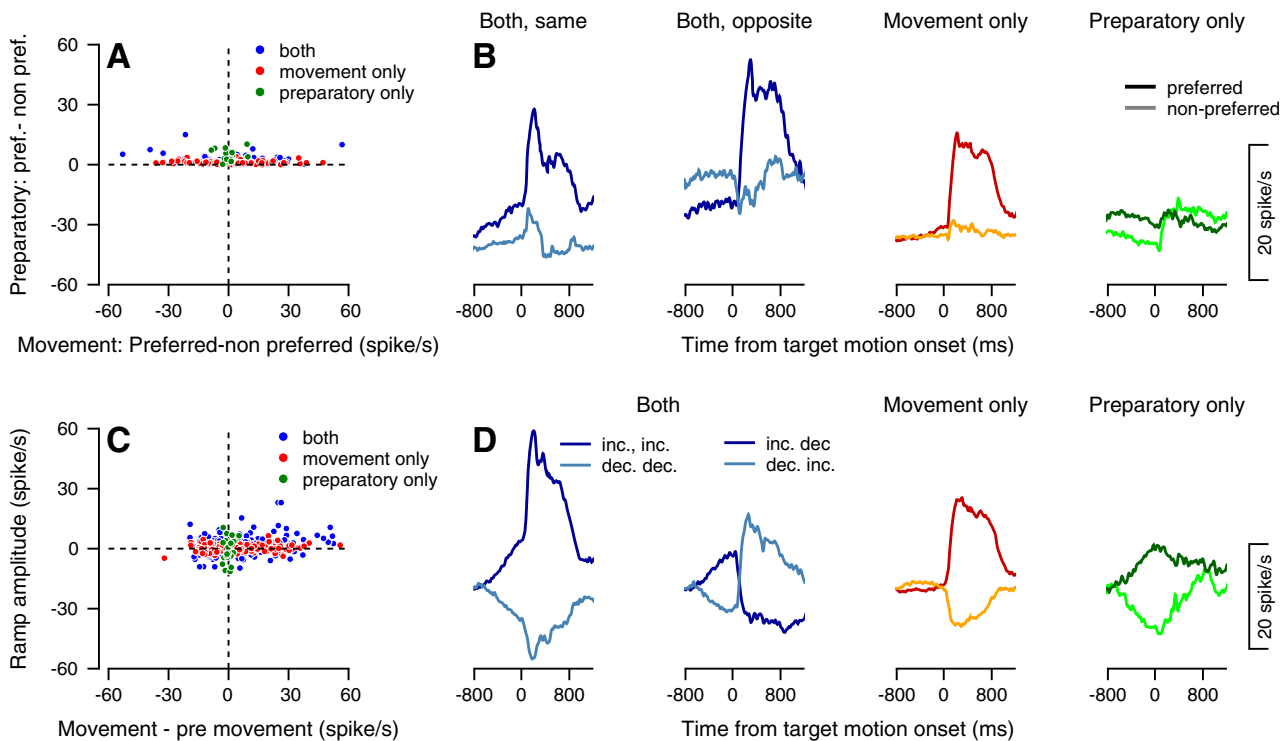 Both, same
Both, opposite
Movement only
Preparatory only
A
B
both
movement only
preparatory only
preferred
non-preferred
Preparatory: pref.- non pref.
60
30
0
-30
-60
-60 -30 0 30 60
Movement: Preferred-non preferred (spike/s)
-800 0 800
-800 0 800
-800 0 800
-800 0 800
Time from target motion onset (ms)
20 spike/s
Both
Movement only
Preparatory only
C
D
both
movement only
preparatory only
inc., inc.
dec. dec.
inc. dec
dec. inc.
Ramp amplitude (spike/s)
60
30
0
-30
-60
-60 -30 0 30 60
Movement - pre movement (spike/s)
-800 0 800
-800 0 800
-800 0 800
-800 0 800
Time from target motion onset (ms)
20 spike/s